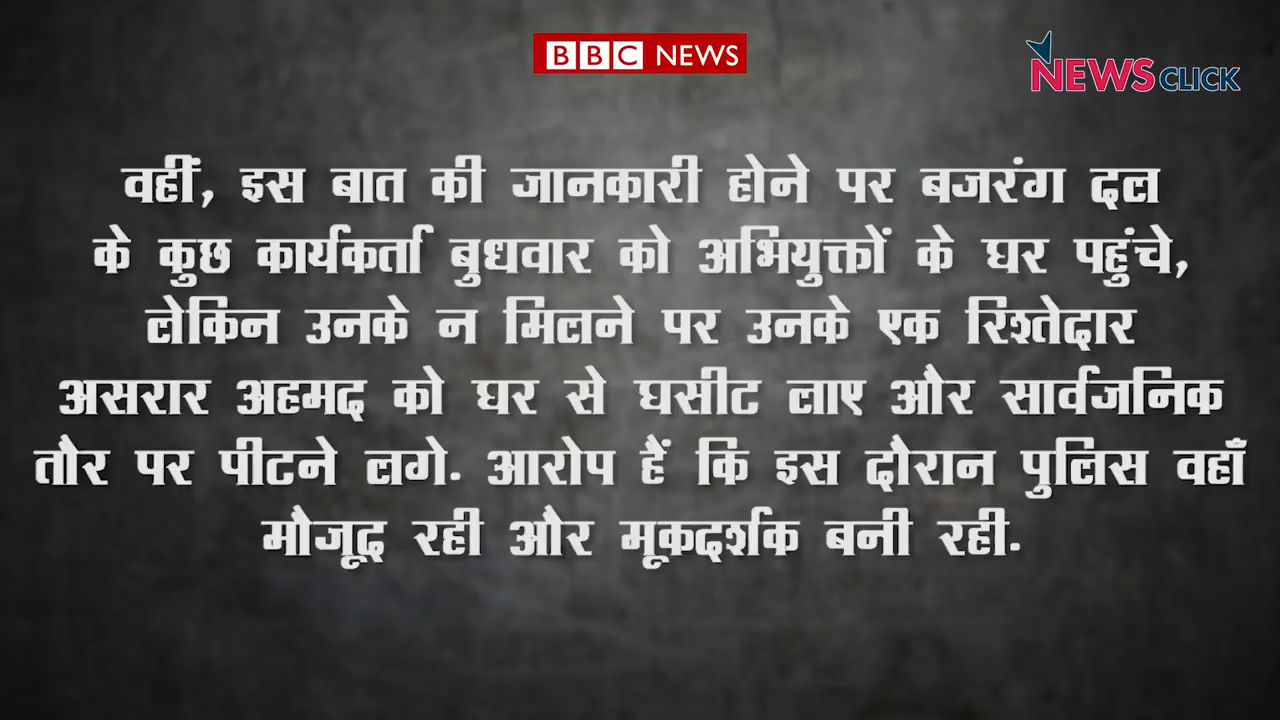 BBC NEWS
NEWSCLICK
वहीं, इस बात की जानकारी होने पर बजरंग दल
के कुछ कार्यकर्ता बुधवार को अभियुक्तों के घर पहुंचे,
लेकिन उनके न मिलने पर उनके एक रिश्तेदार
असरार अहमद को घर से घसीट लाए और सार्वजनिक
तौर पर पीटने लगे. आरोप हैं कि इस दौरान पुलिस वहाँ
मौजूद रही और मूकदर्शक बनी रही.